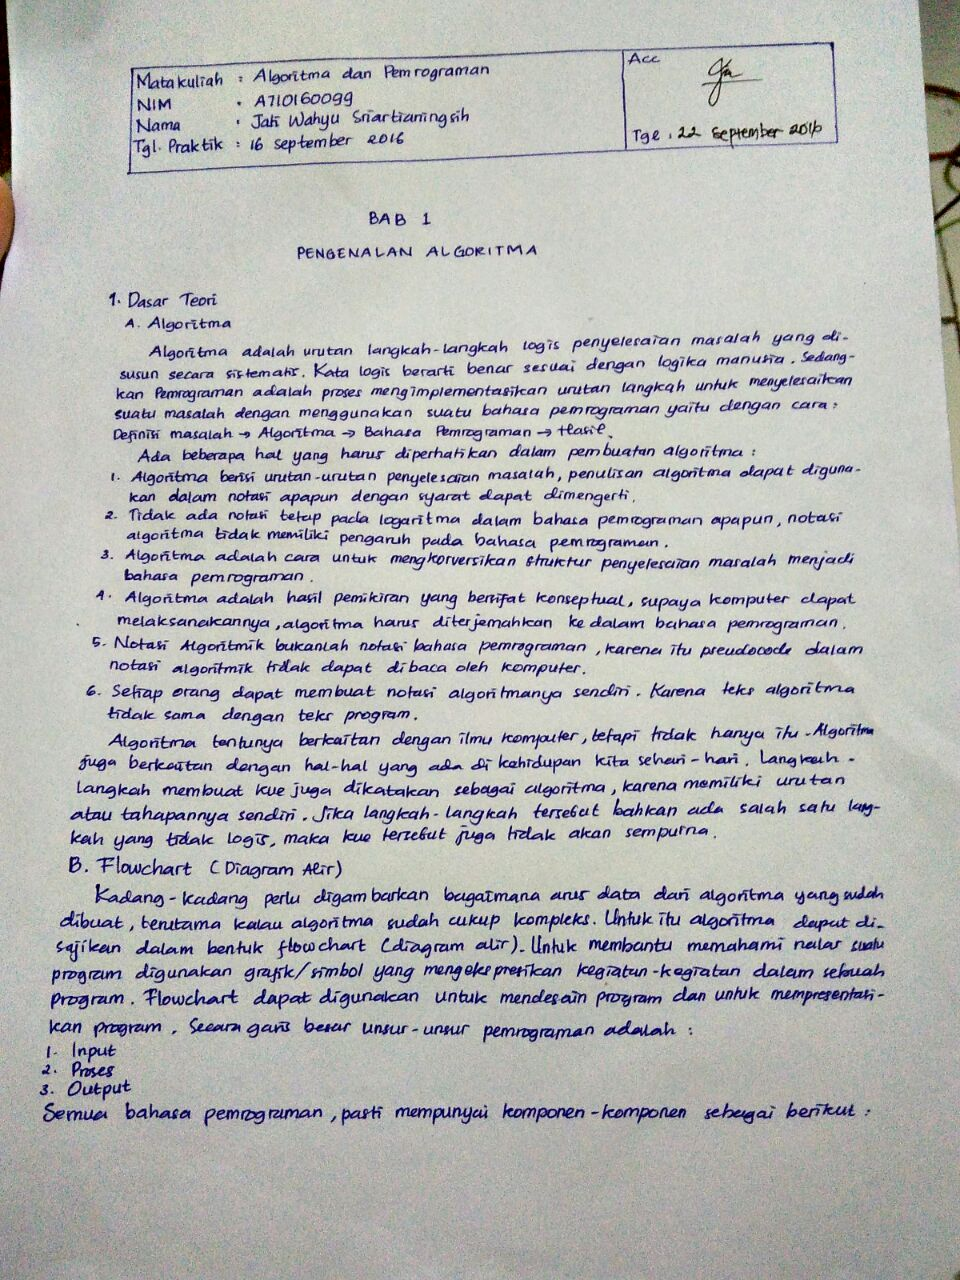 Matakuliah : Algoritma dan Pemrograman
NIM : A710160099
Nama : Jati Wahyu Sriartianingsih
Tgl. Praktik : 16 september 2016
Acc
Tgl : 22 September 2016
BAB 1
PENGENALAN ALGORITMA
1. Dasar Teori
A. Algoritma
Algoritma adalah urutan langkah-langkah logis penyelesaian masalah yang di-
susun secara sistematis. Kata logis berarti benar sesuai dengan logika manusia. Sedang-
kan Pemrograman adalah proses mengimplementasikan urutan langkah untuk menyelesaikan
suatu masalah dengan menggunakan suatu bahasa pemrograman yaitu dengan cara:
Definisi masalah → Algoritma → Bahasa Pemrograman → Hasil.
Ada beberapa hal yang harus diperhatikan dalam pembuatan algoritma :
1. Algoritma berisi urutan-urutan penyelesaian masalah, penulisan algoritma dapat diguna-
kan dalam notasi apapun dengan syarat dapat dimengerti.
2. Tidak ada notasi tetap pada logaritma dalam bahasa pemrograman apapun, notasi
algoritma tidak memiliki pengaruh pada bahasa pemrograman.
3. Algoritma adalah cara untuk mengkorversikan struktur penyelesaian masalah menjadi
bahasa pemrograman.
4. Algoritma adalah hasil pemikiran yang bersifat konseptual, supaya komputer dapat
melaksanakannya, algoritma harus diterjemahkan ke dalam bahasa pemrograman.
5. Notasi Algoritmik bukanlah notasi bahasa pemrograman, karena itu pseudocode dalam
notasi algoritmik tidak dapat dibaca oleh komputer.
6. Setiap orang dapat membuat notasi algoritmanya sendiri. Karena teks algoritma
tidak sama dengan teks program.
Algoritma tentunya berkaitan dengan ilmu komputer, tetapi tidak hanya itu. Algoritma
juga berkaitan dengan hal-hal yang ada di kehidupan kita sehari-hari. Langkah-
langkah membuat kue juga dikatakan sebagai algoritma, karena memiliki urutan
atau tahapannya sendiri. Jika langkah-langkah tersebut bahkan ada salah satu lang-
kah yang tidak logis, maka kue tersebut juga tidak akan sempurna.
B. Flowchart (Diagram Alir)
Kadang-kadang perlu digambarkan bagaimana arus data dari algoritma yang sudah
dibuat, terutama kalau algoritma sudah cukup kompleks. Untuk itu algoritma dapat di-
sajikan dalam bentuk flowchart (diagram alir). Untuk membantu memahami nalar suatu
program digunakan grafik/simbol yang mengekspresikan kegiatan-kegiatan dalam sebuah
program. Flowchart dapat digunakan untuk mendesain program dan untuk mempresentasi-
kan program. Secara garis besar unsur-unsur pemrograman adalah :
1. Input
2. Proses
3. Output
Semua bahasa pemrograman, pasti mempunyai komponen-komponen sebagai berikut :